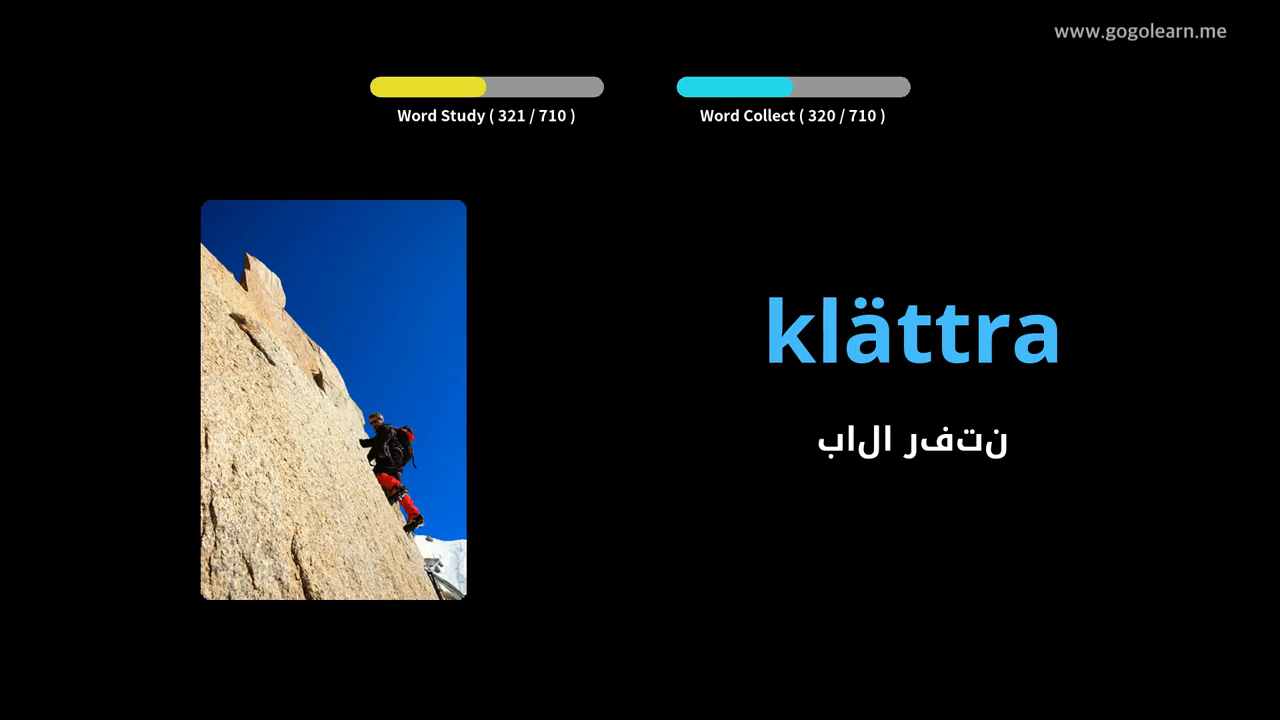 www.gogolearn.me
Word Study ( 321 / 710 )
Word Collect ( 320 / 710 )
klättra
نتفر الاب